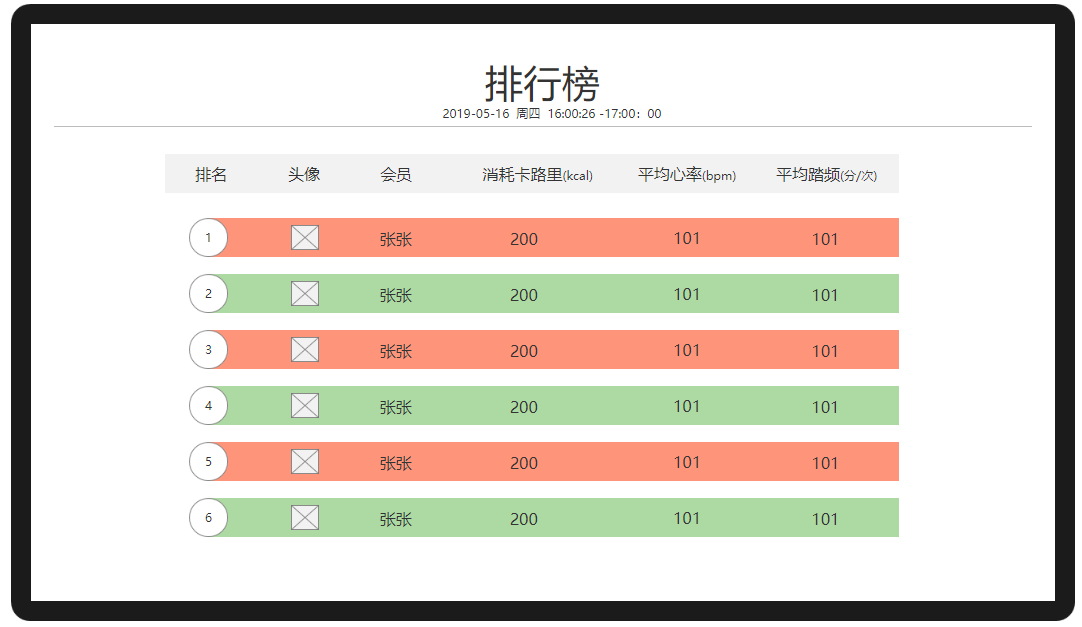 排行榜
2019-05-16 周四 16:00:26 -17:00：00
排名 头像 会员 消耗卡路里(kcal) 平均心率(bpm) 平均踏频(分/次)
1 张张 200 101 101
2 张张 200 101 101
3 张张 200 101 101
4 张张 200 101 101
5 张张 200 101 101
6 张张 200 101 101